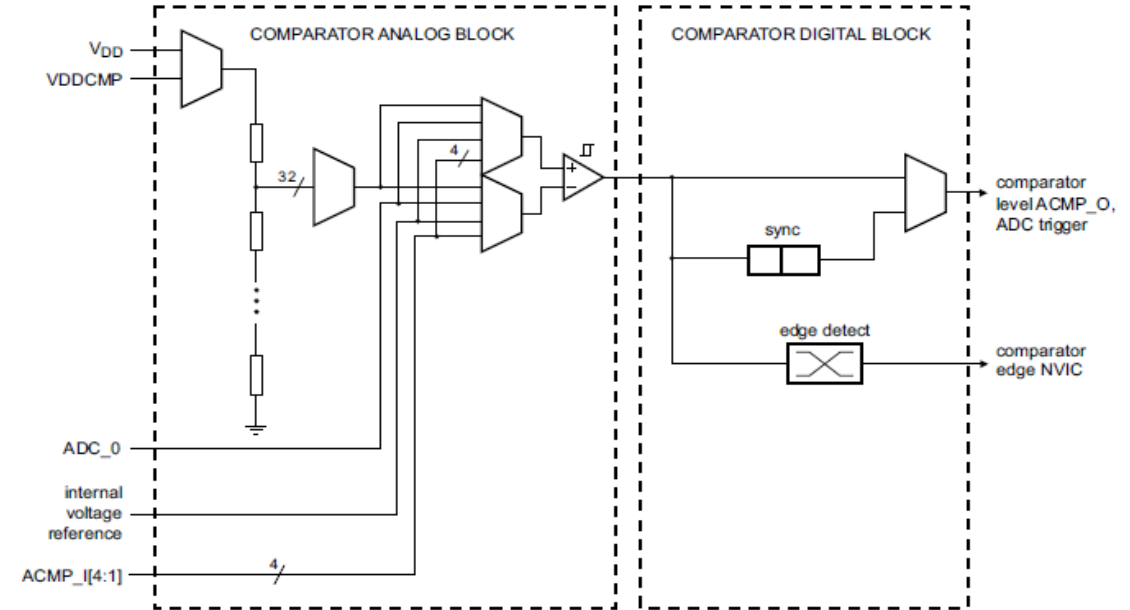 COMPARATOR ANALOG BLOCK
COMPARATOR DIGITAL BLOCK
VDD
VDDCMP
4
+
−
32
comparator
level ACMP_O,
ADC trigger
sync
edge detect
comparator
edge NVIC
ADC_0
internal
voltage
reference
ACMP_I[4:1]
4